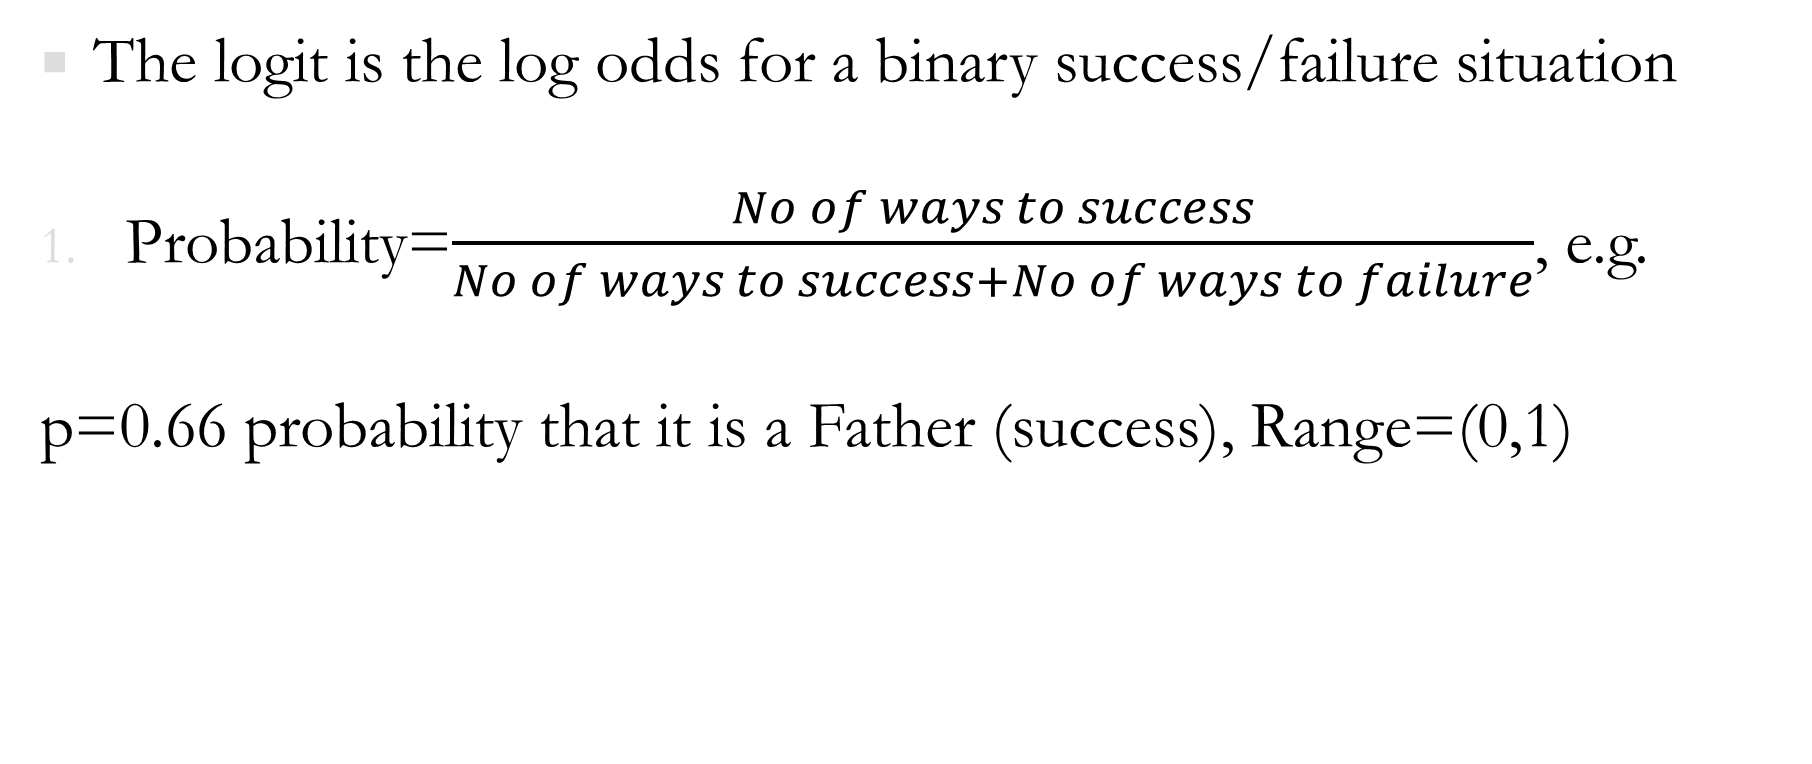 ▪ The logit is the log odds for a binary success/failure situation
1. Probability=No of ways to success/No of ways to success+No of ways to failure, e.g.
p=0.66 probability that it is a Father (success), Range=(0,1)